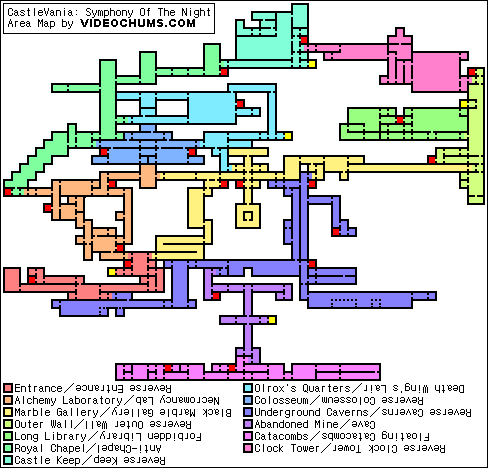 CastleVania: Symphony Of The Night
Area Map by VIDEOCHUMS.COM
Entrance/Reverse Entrance
Alchemy Laboratory/Necromancy Lab
Marble Gallery/Black Marble Gallery
Outer Wall/Reverse Outer Wall
Long Library/Forbidden Library
Royal Chapel/Anti-Chapel
Castle Keep/Reverse Keep
Olrox's Quarters/Death Wing's Lair
Colosseum/Reverse Colosseum
Underground Caverns/Reverse Caverns
Abandoned Mine/Cave
Catacombs/Floating Catacombs
Clock Tower/Reverse Clock Tower